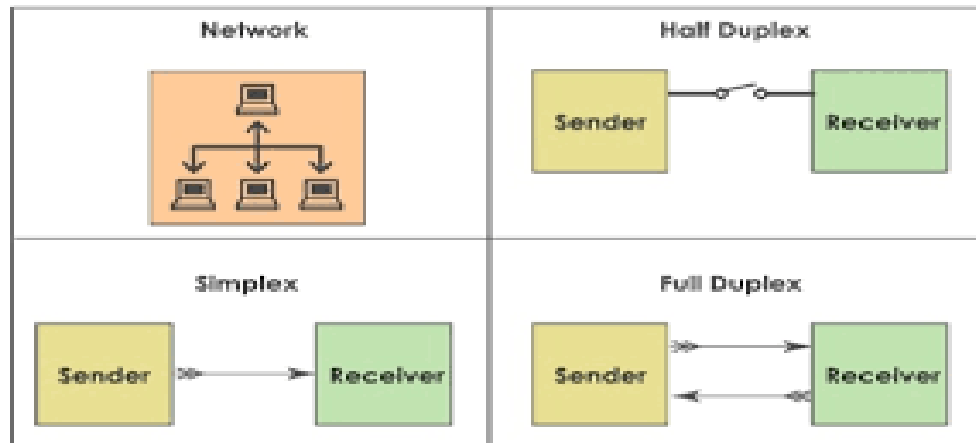 Network
Half Duplex
Sender
Receiver
Simplex
Full Duplex
Sender
Receiver
Sender
Receiver